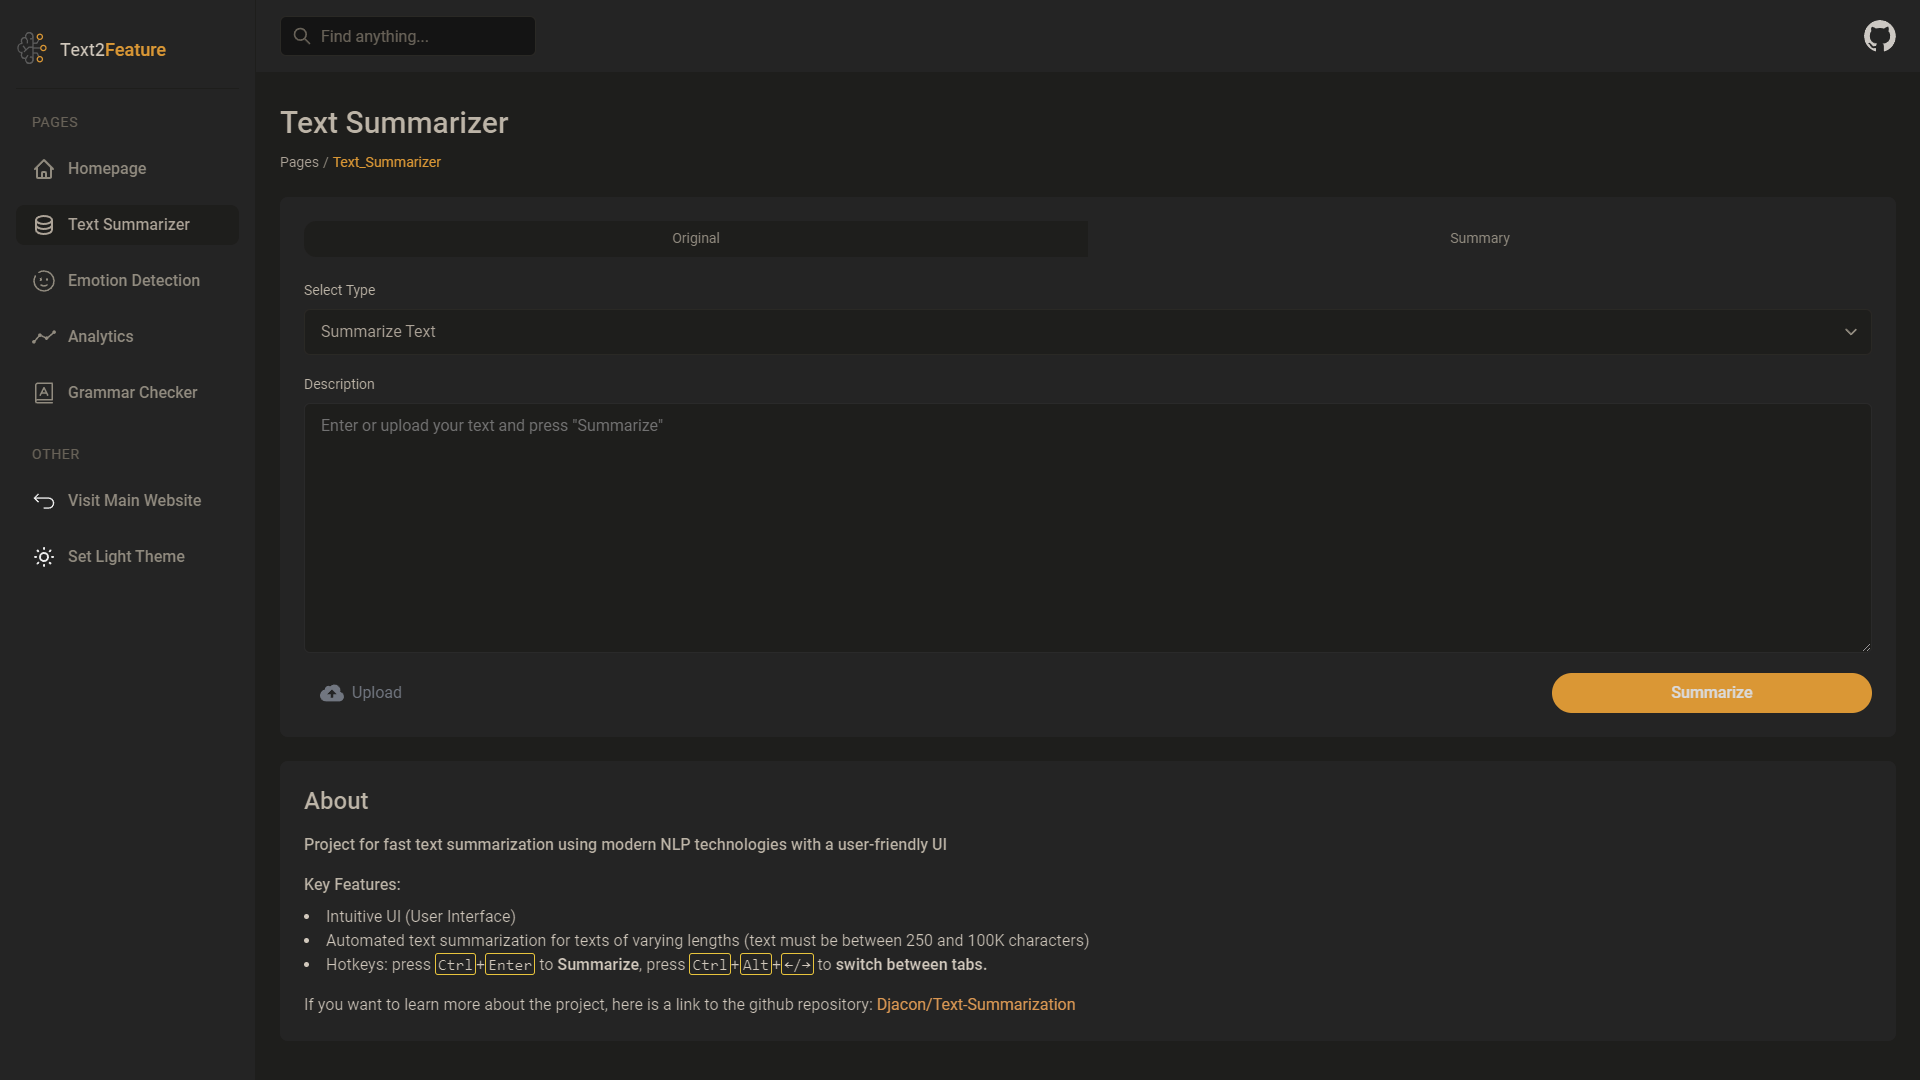 Text2Feature
Find anything...
PAGES
Homepage
Text Summarizer
Emotion Detection
Analytics
Grammar Checker
OTHER
Visit Main Website
Set Light Theme
Text Summarizer
Pages / Text_Summarizer
Original
Summary
Select Type
Summarize Text
Description
Enter or upload your text and press "Summarize"
Upload
Summarize
About
Project for fast text summarization using modern NLP technologies with a user-friendly UI
Key Features:
• Intuitive UI (User Interface)
• Automated text summarization for texts of varying lengths (text must be between 250 and 100K characters)
• Hotkeys: press Ctrl+Enter to Summarize, press Ctrl+Alt+←/→ to switch between tabs.
If you want to learn more about the project, here is a link to the github repository: Djacon/Text-Summarization